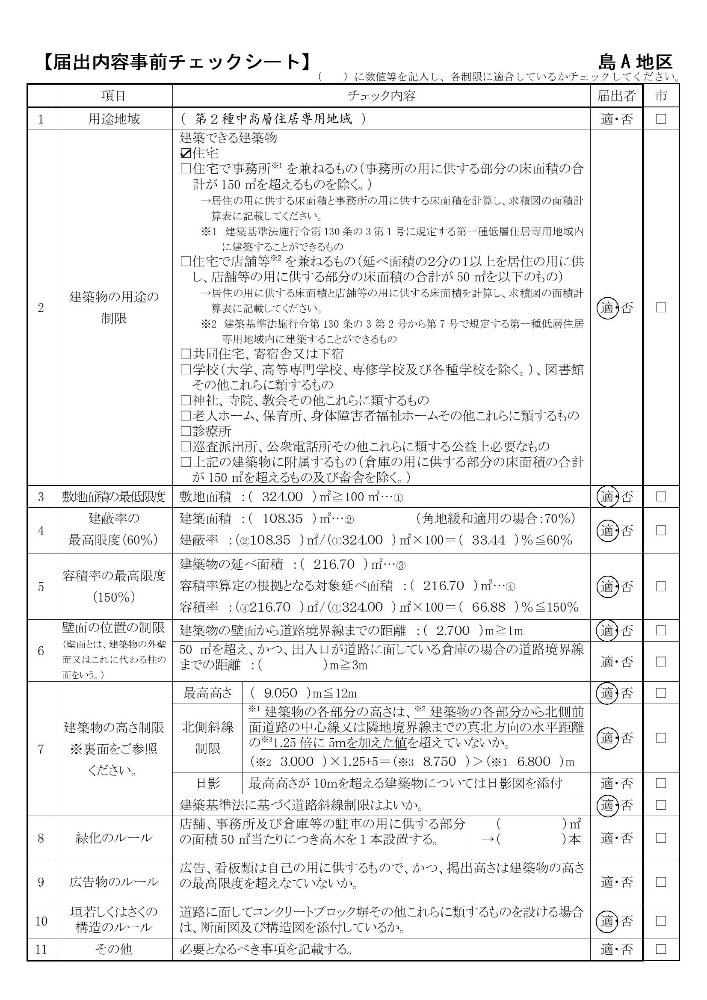 【届出内容事前チェックシート】 島A地区
（　　）に数値等を記入し、各制限に適合しているかチェックしてください。
項目 チェック内容 届出者 市
1 用途地域 （ 第2種中高層住居専用地域 ） 適・否 □
2 建築物の用途の
制限
建築できる建築物
☑住宅
□住宅で事務所※1 を兼ねるもの（事務所の用に供する部分の床面積の合
計が 150 ㎡を超えるものを除く。）
→居住の用に供する床面積と事務所の用に供する床面積を計算し、求積図の面積計
算表に記載してください。
※1 建築基準法施行令第 130 条の 3 第 1 号に規定する第一種低層住居専用地域内
に建築することができるもの
□住宅で店舗等※2 を兼ねるもの（延べ面積の2分の1以上を居住の用に供
し、店舗等の用に供する部分の床面積の合計が 50 ㎡を以下のもの）
→居住の用に供する床面積と店舗等の用に供する床面積を計算し、求積図の面積計
算表に記載してください。
※2 建築基準法施行令第 130 条の 3 第 2 号から第 7 号で規定する第一種低層住居
専用地域内に建築することができるもの
□共同住宅、寄宿舎又は下宿
□学校（大学、高等専門学校、専修学校及び各種学校を除く。）、図書館
その他これらに類するもの
□神社、寺院、教会その他これらに類するもの
□老人ホーム、保育所、身体障害者福祉ホームその他これらに類するもの
□診療所
□巡査派出所、公衆電話所その他これらに類する公益上必要なもの
□上記の建築物に附属するもの（倉庫の用に供する部分の床面積の合計
が 150 ㎡を超えるもの及び畜舎を除く。）
適・否 □
3 敷地面積の最低限度 敷地面積 ：（ 324.00 ）㎡≧100 ㎡…① 適・否 □
4 建蔽率の
最高限度（60％）
建築面積 ：（ 108.35 ）㎡…② （角地緩和適用の場合：70％）
建蔽率 ：（②108.35 ）㎡/（①324.00 ）㎡×100＝（ 33.44 ）％≦60％
適・否 □
5 容積率の最高限度
（150％）
建築物の延べ面積 ：（ 216.70 ）㎡…③
容積率算定の根拠となる対象延べ面積 ：（ 216.70 ）㎡…④
容積率 ：（④216.70 ）㎡/（①324.00 ）㎡×100＝（ 66.88 ）％≦150％
適・否 □
6 壁面の位置の制限
（壁面とは、建築物の外壁
面又はこれに代わる柱の
面をいう。）
建築物の壁面から道路境界線までの距離 ：（ 2.700 ）m≧1m 適・否 □
50 ㎡を超え、かつ、出入口が道路に面している倉庫の場合の道路境界線
までの距離 ：（　　　　）m≧3m
適・否 □
7 建築物の高さ制限
※裏面をご参照
ください。
最高高さ （ 9.050 ）m≦12m 適・否 □
北側斜線
制限
※1 建築物の各部分の高さは、※2 建築物の各部分から北側前
面道路の中心線又は隣地境界線までの真北方向の水平距離
の※31.25 倍に 5mを加えた値を超えていないか。
（※2 3.000 ）×1.25+5＝（※3 8.750 ）＞（※1 6.800 ）m
適・否 □
日影 最高高さが 10mを超える建築物については日影図を添付 適・否 □
建築基準法に基づく道路斜線制限はよいか。 適・否 □
8 緑化のルール
店舗、事務所及び倉庫等の駐車の用に供する部分
の面積 50 ㎡当たりにつき高木を 1 本設置する。
（　　　　）㎡
→（　　　　）本
適・否 □
9 広告物のルール
広告、看板類は自己の用に供するもので、かつ、掲出高さは建築物の高さ
の最高限度を超えなていないか。
適・否 □
10 垣若しくはさくの
構造のルール
道路に面してコンクリートブロック塀その他これらに類するものを設ける場合
は、断面図及び構造図を添付しているか。
適・否 □
11 その他 必要となるべき事項を記載する。 適・否 □